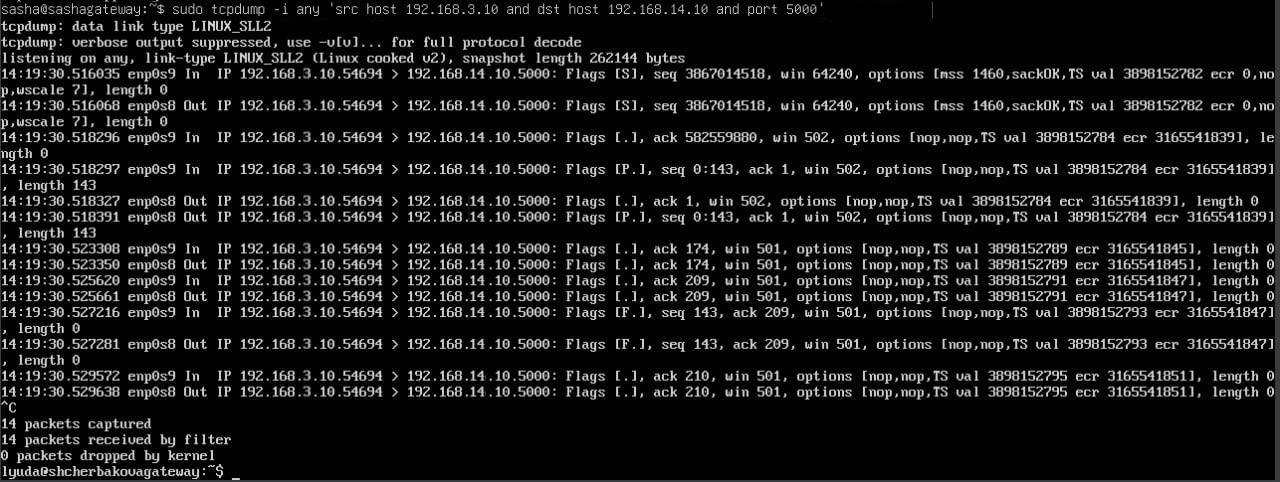 sasha@sashagateway:~$ sudo tcpdump -i any 'src host 192.168.3.10 and dst host 192.168.14.10 and port 5000'
tcpdump: data link type LINUX_SLL2
tcpdump: verbose output suppressed, use -v[v]... for full protocol decode
listening on any, link-type LINUX_SLL2 (Linux cooked v2), snapshot length 262144 bytes
14:19:30.516035 enp0s9 In  IP 192.168.3.10.54694 > 192.168.14.10.5000: Flags [S], seq 3867014518, win 64240, options [mss 1460,sackOK,TS val 3898152782 ecr 0,no
p,wscale 7], length 0
14:19:30.516068 enp0s8 Out IP 192.168.3.10.54694 > 192.168.14.10.5000: Flags [S], seq 3867014518, win 64240, options [mss 1460,sackOK,TS val 3898152782 ecr 0,no
p,wscale 7], length 0
14:19:30.518296 enp0s9 In  IP 192.168.3.10.54694 > 192.168.14.10.5000: Flags [.], ack 582559880, win 502, options [nop,nop,TS val 3898152784 ecr 3165541839], le
ngth 0
14:19:30.518297 enp0s9 In  IP 192.168.3.10.54694 > 192.168.14.10.5000: Flags [P.], seq 0:143, ack 1, win 502, options [nop,nop,TS val 3898152784 ecr 3165541839]
, length 143
14:19:30.518327 enp0s8 Out IP 192.168.3.10.54694 > 192.168.14.10.5000: Flags [.], ack 1, win 502, options [nop,nop,TS val 3898152784 ecr 3165541839], length 0
14:19:30.518391 enp0s8 Out IP 192.168.3.10.54694 > 192.168.14.10.5000: Flags [P.], seq 0:143, ack 1, win 502, options [nop,nop,TS val 3898152784 ecr 3165541839]
, length 143
14:19:30.523308 enp0s9 In  IP 192.168.3.10.54694 > 192.168.14.10.5000: Flags [.], ack 174, win 501, options [nop,nop,TS val 3898152789 ecr 3165541845], length 0
14:19:30.523350 enp0s8 Out IP 192.168.3.10.54694 > 192.168.14.10.5000: Flags [.], ack 174, win 501, options [nop,nop,TS val 3898152789 ecr 3165541845], length 0
14:19:30.525620 enp0s9 In  IP 192.168.3.10.54694 > 192.168.14.10.5000: Flags [.], ack 209, win 501, options [nop,nop,TS val 3898152791 ecr 3165541847], length 0
14:19:30.525661 enp0s8 Out IP 192.168.3.10.54694 > 192.168.14.10.5000: Flags [.], ack 209, win 501, options [nop,nop,TS val 3898152791 ecr 3165541847], length 0
14:19:30.527216 enp0s9 In  IP 192.168.3.10.54694 > 192.168.14.10.5000: Flags [F.], seq 143, ack 209, win 501, options [nop,nop,TS val 3898152793 ecr 3165541847]
, length 0
14:19:30.527281 enp0s8 Out IP 192.168.3.10.54694 > 192.168.14.10.5000: Flags [F.], seq 143, ack 209, win 501, options [nop,nop,TS val 3898152793 ecr 3165541847]
, length 0
14:19:30.529572 enp0s9 In  IP 192.168.3.10.54694 > 192.168.14.10.5000: Flags [.], ack 210, win 501, options [nop,nop,TS val 3898152795 ecr 3165541851], length 0
14:19:30.529638 enp0s8 Out IP 192.168.3.10.54694 > 192.168.14.10.5000: Flags [.], ack 210, win 501, options [nop,nop,TS val 3898152795 ecr 3165541851], length 0
^C
14 packets captured
14 packets received by filter
0 packets dropped by kernel
lyuda@shcherbakovagateway:~$ _